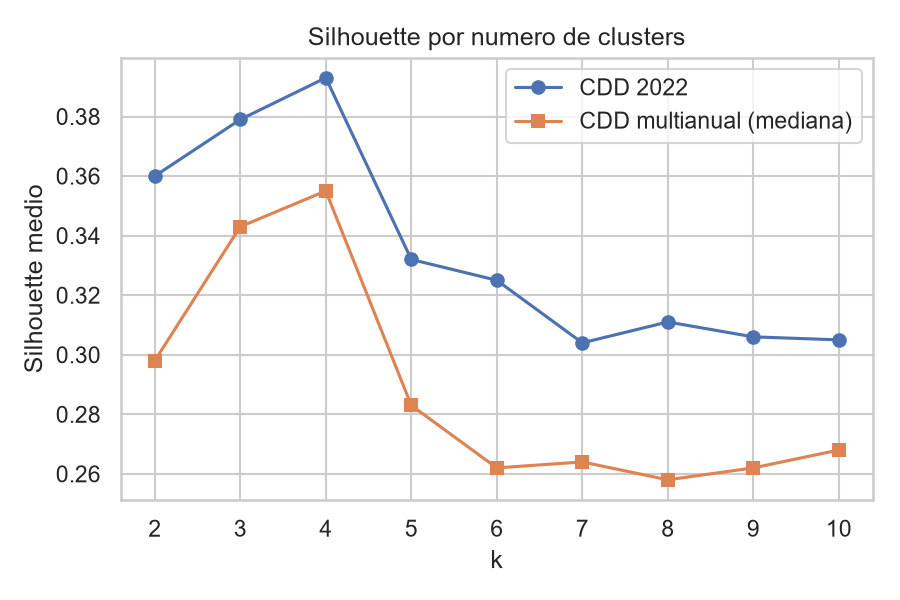 Silhouette por numero de clusters
CDD 2022
CDD multianual (mediana)
Silhouette medio
0.38
0.36
0.34
0.32
0.30
0.28
0.26
2 3 4 5 6 7 8 9 10
k